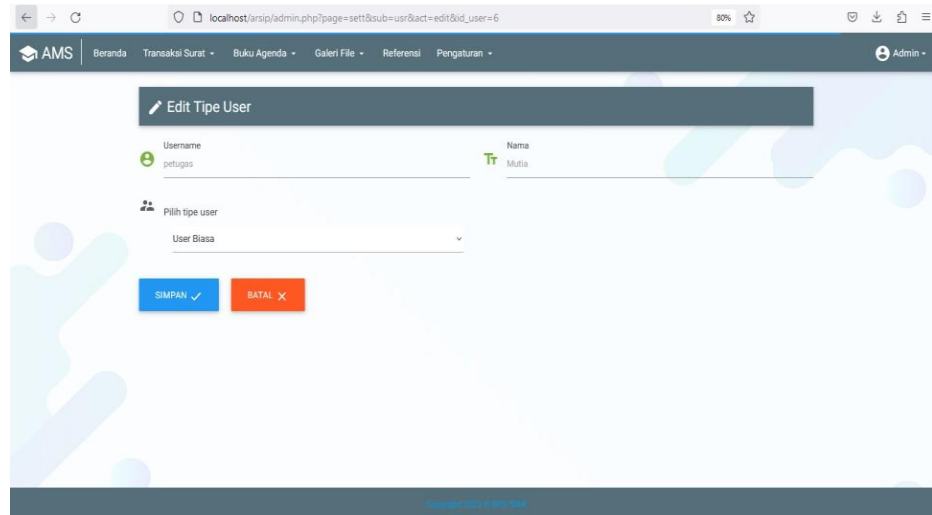 localhost/arsip/admin.php?page=sett&sub=usr&act=edit&id_user=6
80%
AMS Beranda Transaksi Surat Buku Agenda Galeri File Referensi Pengaturan Admin
Edit Tipe User
Username
petugas
Nama
Mutia
Pilih tipe user
User Biasa
SIMPAN BATAL